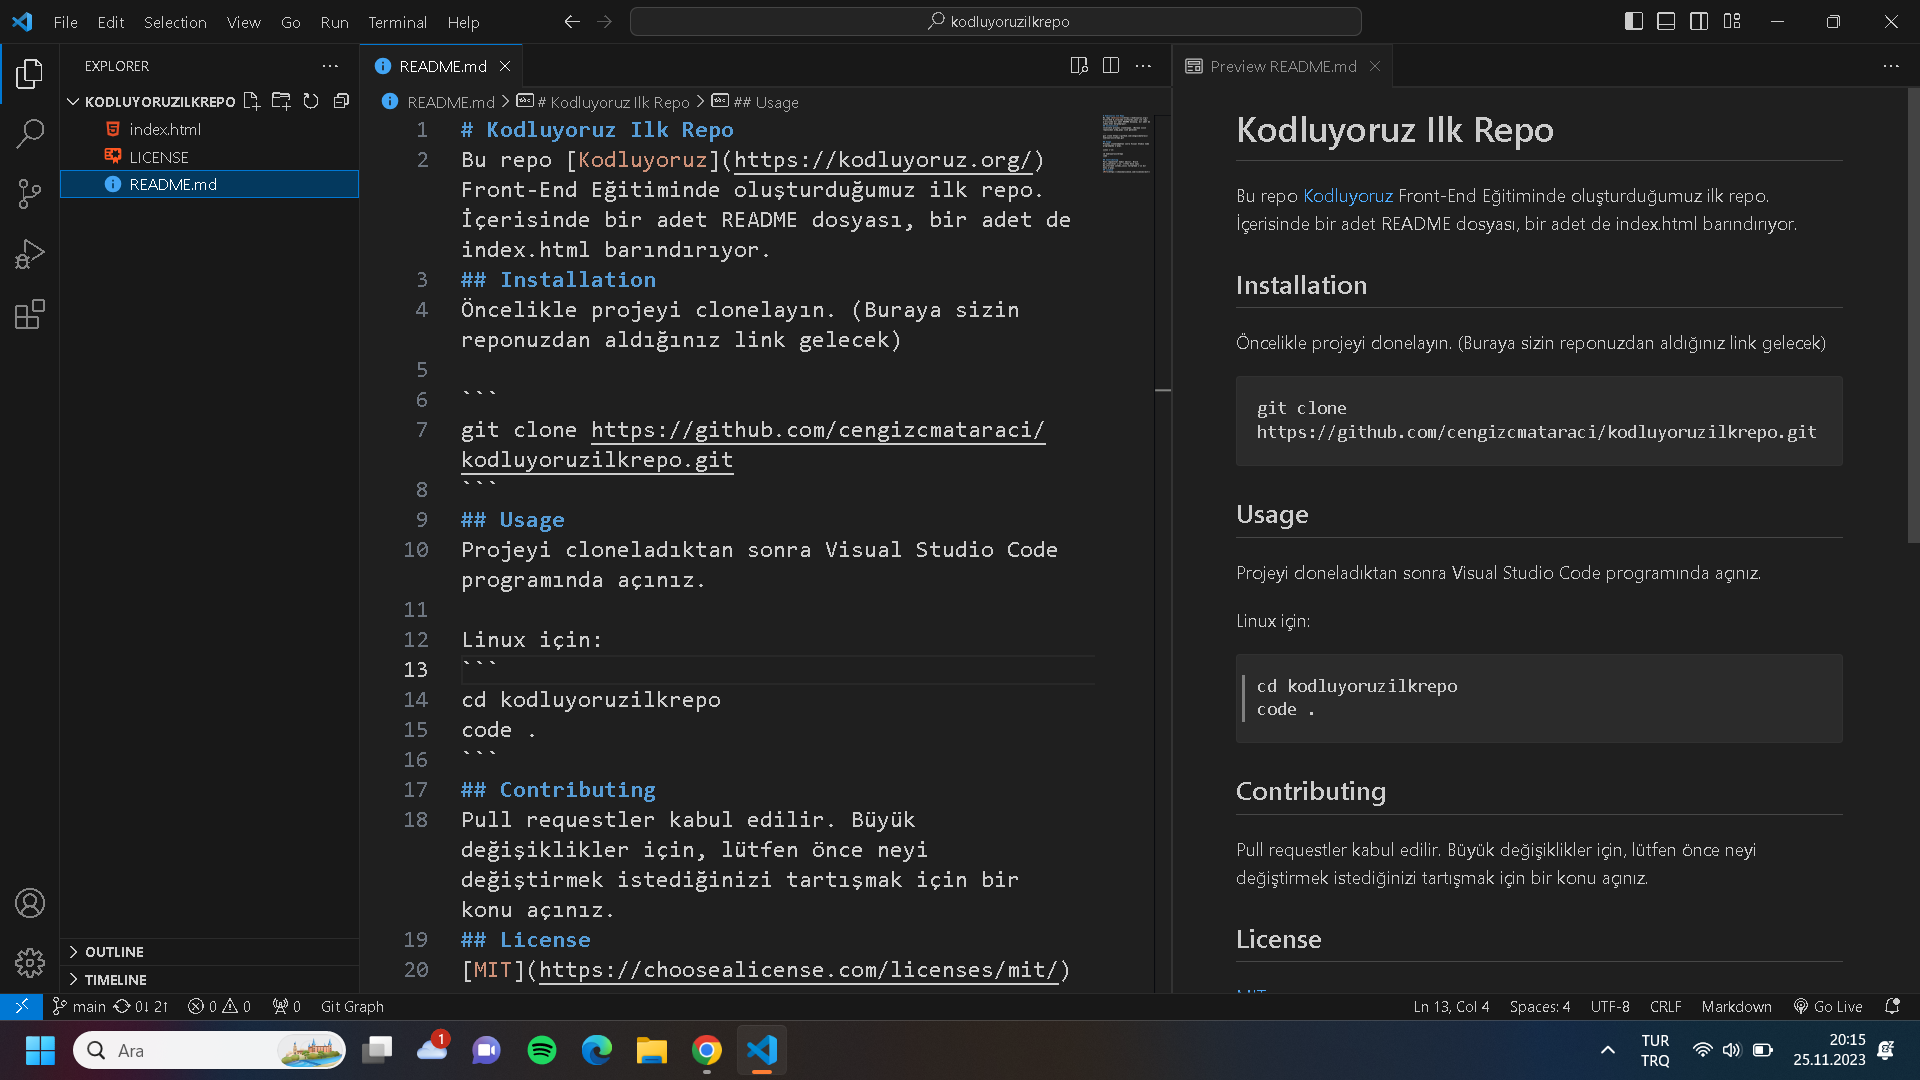 File Edit Selection View Go Run Terminal Help
kodluyoruzilkrepo
EXPLORER
KODLUYORUZILKREPO
index.html
LICENSE
README.md
OUTLINE
TIMELINE
README.md
README.md > # Kodluyoruz Ilk Repo > ## Usage
1 # Kodluyoruz Ilk Repo
2 Bu repo [Kodluyoruz](https://kodluyoruz.org/)
Front-End Eğitiminde oluşturduğumuz ilk repo.
İçerisinde bir adet README dosyası, bir adet de
index.html barındırıyor.
3 ## Installation
4 Öncelikle projeyi clonelayın. (Buraya sizin
reponuzdan aldığınız link gelecek)
5
6 ```
7 git clone https://github.com/cengizcmataraci/
kodluyoruzilkrepo.git
8 ```
9 ## Usage
10 Projeyi cloneladıktan sonra Visual Studio Code
programında açınız.
11
12 Linux için:
13 ```
14 cd kodluyoruzilkrepo
15 code .
16 ```
17 ## Contributing
18 Pull requestler kabul edilir. Büyük
değişiklikler için, lütfen önce neyi
değiştirmek istediğinizi tartışmak için bir
konu açınız.
19 ## License
20 [MIT](https://choosealicense.com/licenses/mit/)
Preview README.md
Kodluyoruz Ilk Repo
Bu repo Kodluyoruz Front-End Eğitiminde oluşturduğumuz ilk repo.
İçerisinde bir adet README dosyası, bir adet de index.html barındırıyor.
Installation
Öncelikle projeyi clonelayın. (Buraya sizin reponuzdan aldığınız link gelecek)
git clone
https://github.com/cengizcmataraci/kodluyoruzilkrepo.git
Usage
Projeyi cloneladıktan sonra Visual Studio Code programında açınız.
Linux için:
cd kodluyoruzilkrepo
code .
Contributing
Pull requestler kabul edilir. Büyük değişiklikler için, lütfen önce neyi
değiştirmek istediğinizi tartışmak için bir konu açınız.
License
MIT
main 0↓ 2↑ 0 0 0 Git Graph
Ln 13, Col 4 Spaces: 4 UTF-8 CRLF Markdown Go Live
Ara
1
TUR
TRQ
20:15
25.11.2023